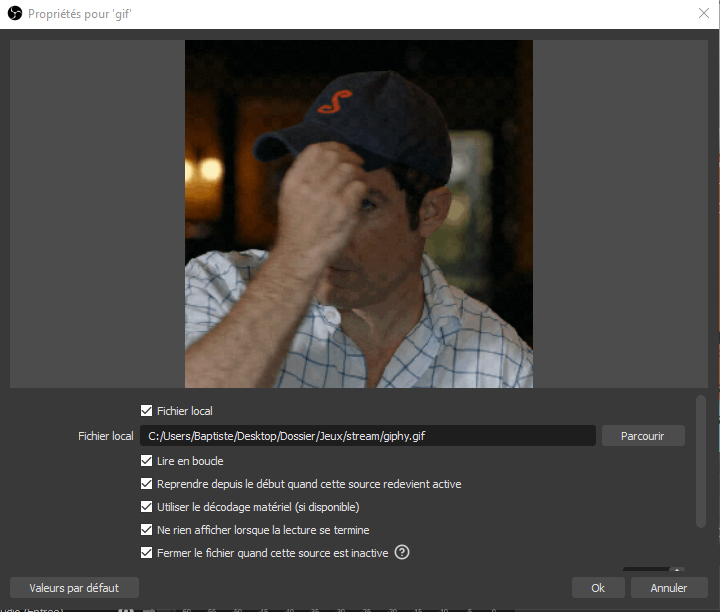 Propriétés pour 'gif'
S
Fichier local
Fichier local C:/Users/Baptiste/Desktop/Dossier/Jeux/stream/giphy.gif Parcourir
Lire en boucle
Reprendre depuis le début quand cette source redevient active
Utiliser le décodage matériel (si disponible)
Ne rien afficher lorsque la lecture se termine
Fermer le fichier quand cette source est inactive ?
Valeurs par défaut Ok Annuler